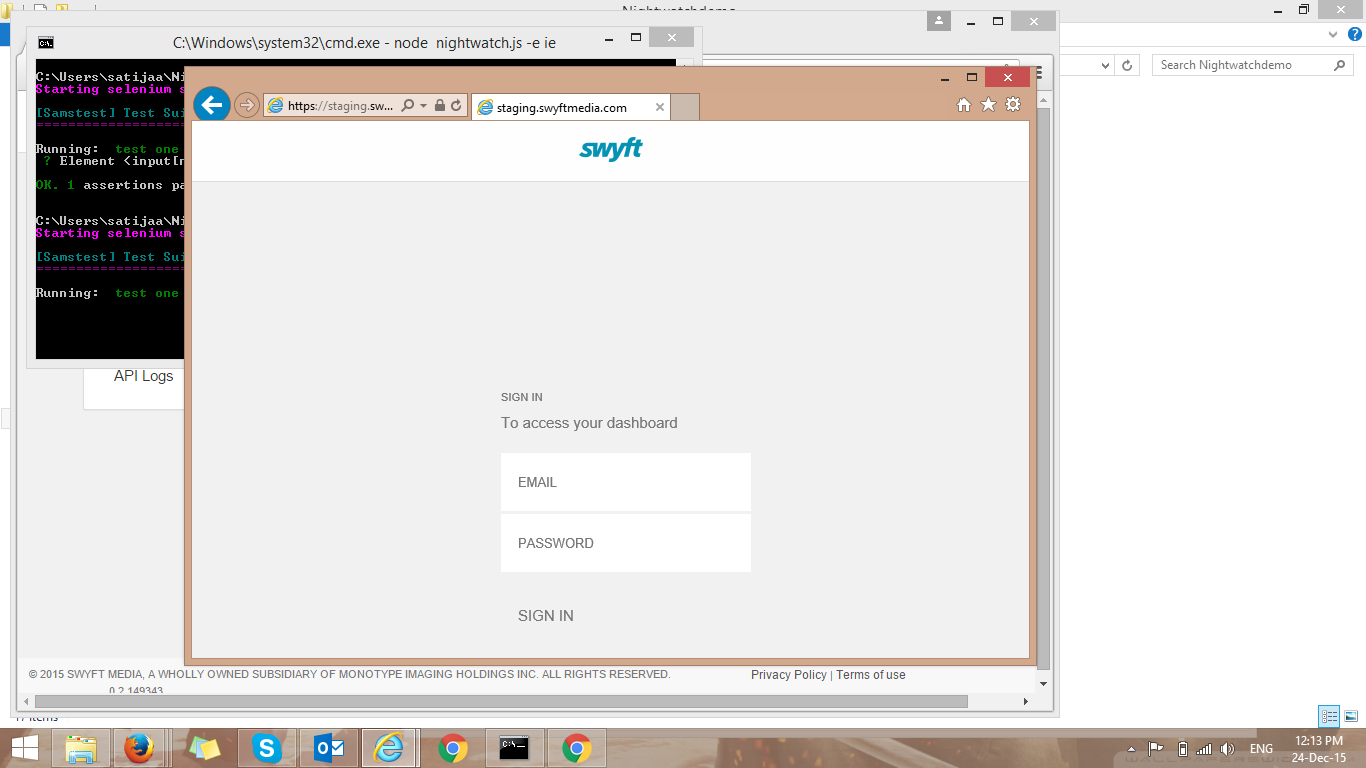 Nightwatchdemo
C:\Windows\system32\cmd.exe - node nightwatch.js -e ie
Search Nightwatchdemo
C:\Users\satijaa\Ni
Starting selenium s
[Samstest] Test Sui
=====================
Running: test one
? Element <input[n
OK. 1 assertions pa
C:\Users\satijaa\Ni
Starting selenium s
[Samstest] Test Sui
=====================
Running: test one
https://staging.sw...
staging.swyftmedia.com
swyft
SIGN IN
To access your dashboard
EMAIL
PASSWORD
SIGN IN
API Logs
© 2015 SWYFT MEDIA, A WHOLLY OWNED SUBSIDIARY OF MONOTYPE IMAGING HOLDINGS INC. ALL RIGHTS RESERVED.
Privacy Policy | Terms of use
0.2.149343
17 items
ENG
12:13 PM
24-Dec-15